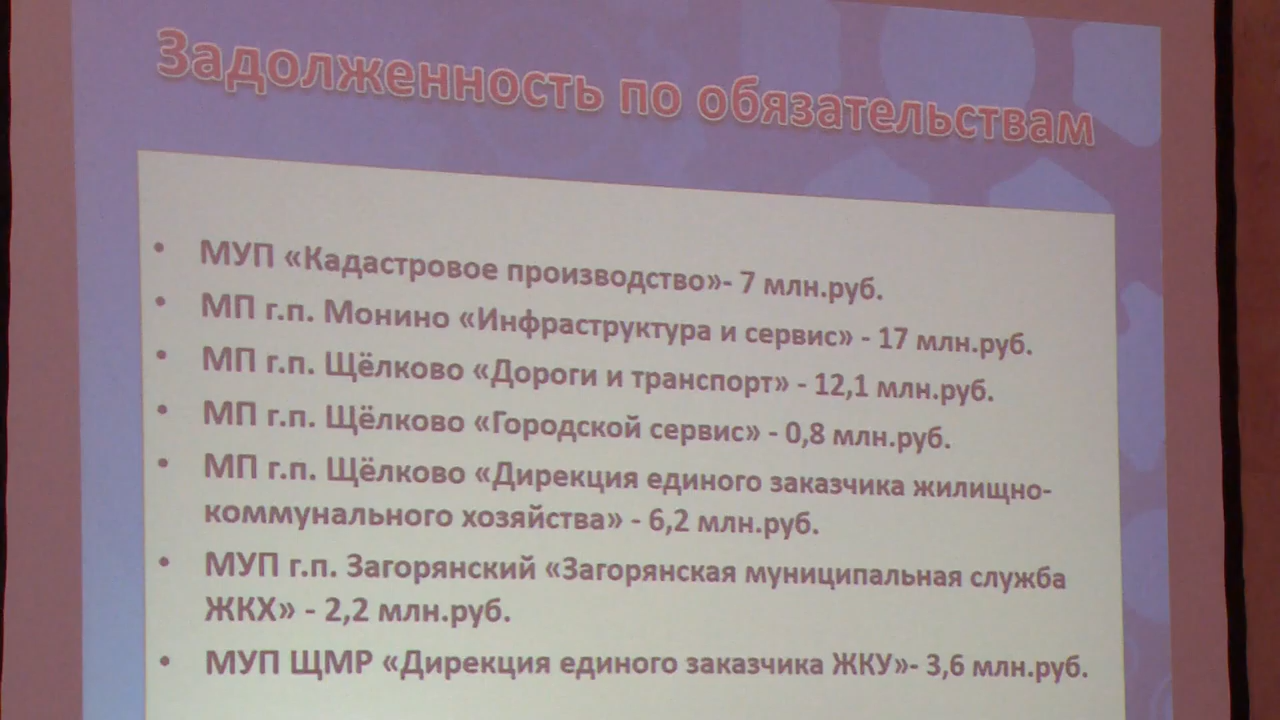 Задолженность по обязательствам
• МУП «Кадастровое производство»- 7 млн.руб.
• МП г.п. Монино «Инфраструктура и сервис» - 17 млн.руб.
• МП г.п. Щёлково «Дороги и транспорт» - 12,1 млн.руб.
• МП г.п. Щёлково «Городской сервис» - 0,8 млн.руб.
• МП г.п. Щёлково «Дирекция единого заказчика жилищно-
коммунального хозяйства» - 6,2 млн.руб.
• МУП г.п. Загорянский «Загорянская муниципальная служба
ЖКХ» - 2,2 млн.руб.
• МУП ЩМР «Дирекция единого заказчика ЖКУ»- 3,6 млн.руб.